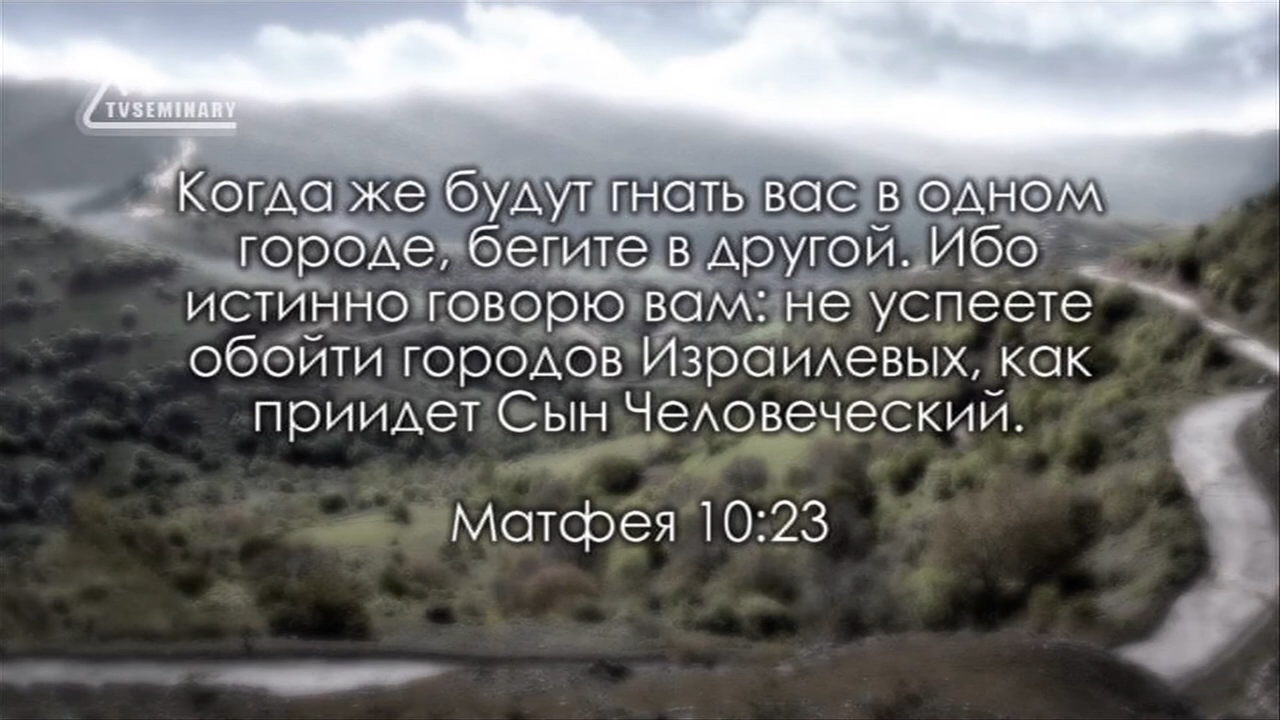 TVSEMINARY
Когда же будут гнать вас в одном
городе, бегите в другой. Ибо
истинно говорю вам: не успеете
обойти городов Израилевых, как
приидет Сын Человеческий.
Матфея 10:23